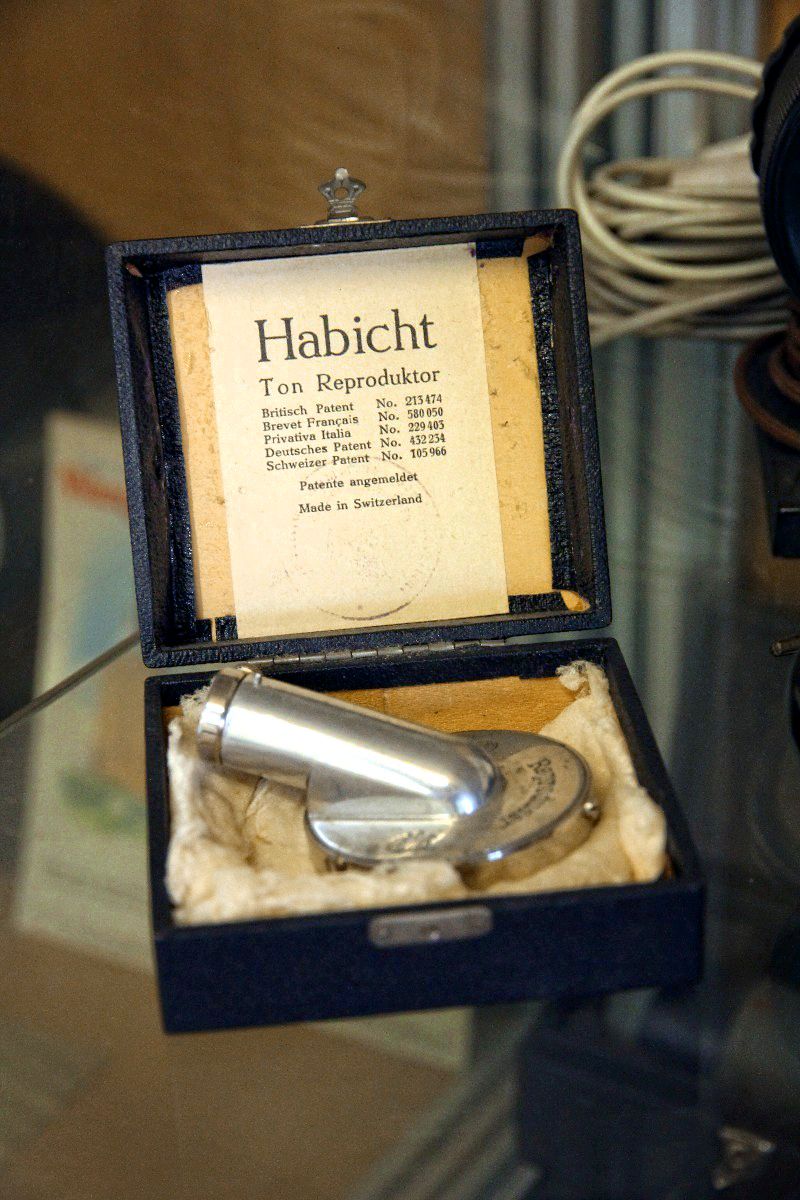 Habicht
Ton Reproduktor
Britisch Patent No. 213474
Brevet Français No. 580050
Privativa Italia No. 229403
Deutsches Patent No. 432234
Schweizer Patent No. 105966
Patente angemeldet
Made in Switzerland